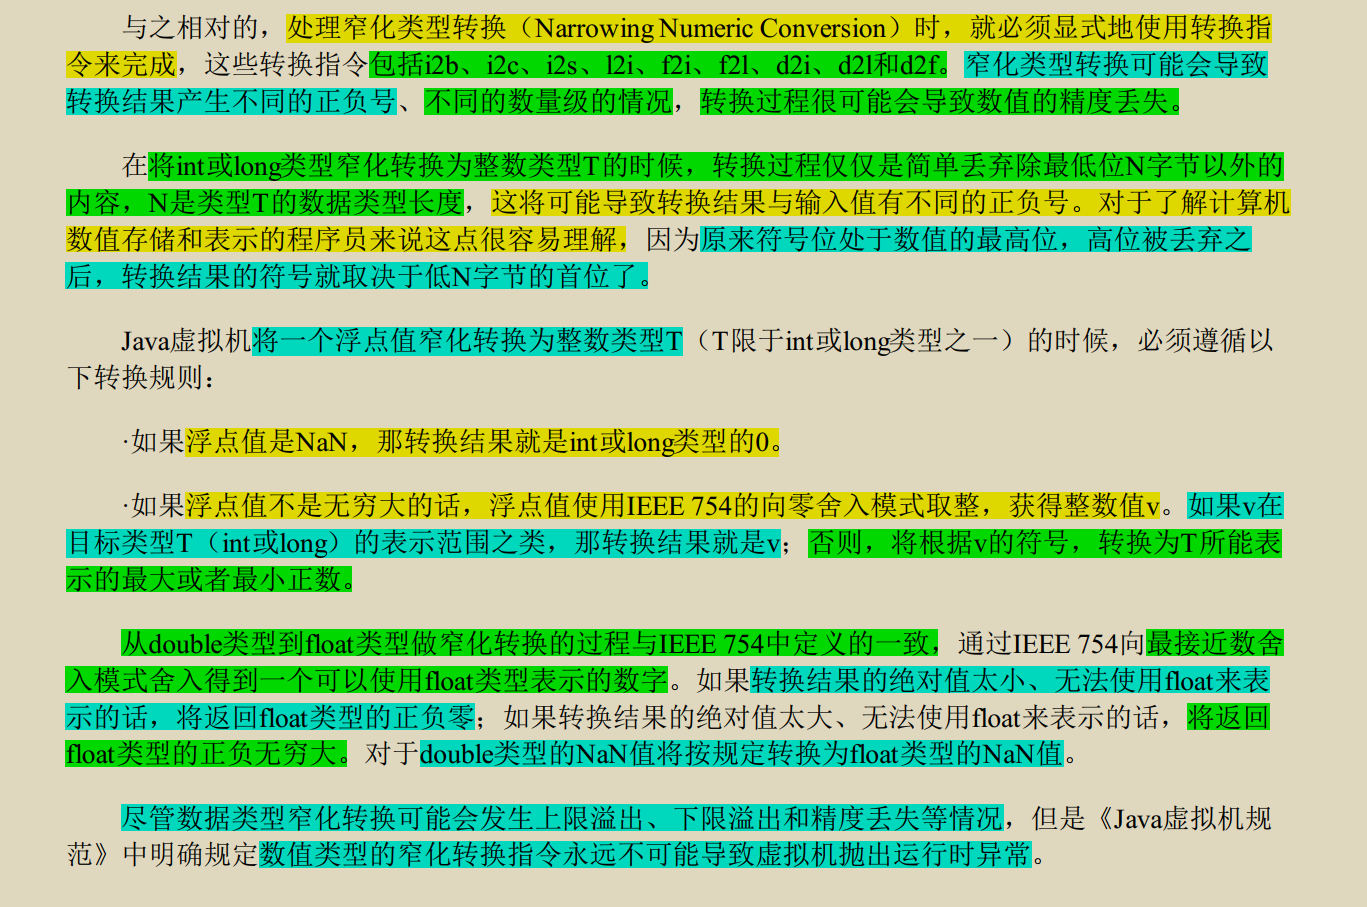 与之相对的，处理窄化类型转换（Narrowing Numeric Conversion）时，就必须显式地使用转换指
令来完成，这些转换指令包括i2b、i2c、i2s、l2i、f2i、f2l、d2i、d2l和d2f。窄化类型转换可能会导致
转换结果产生不同的正负号、不同的数量级的情况，转换过程很可能会导致数值的精度丢失。
在将int或long类型窄化转换为整数类型T的时候，转换过程仅仅是简单丢弃除最低位N字节以外的
内容，N是类型T的数据类型长度，这将可能导致转换结果与输入值有不同的正负号。对于了解计算机
数值存储和表示的程序员来说这点很容易理解，因为原来符号位处于数值的最高位，高位被丢弃之
后，转换结果的符号就取决于低N字节的首位了。
Java虚拟机将一个浮点值窄化转换为整数类型T（T限于int或long类型之一）的时候，必须遵循以
下转换规则：
·如果浮点值是NaN，那转换结果就是int或long类型的0。
·如果浮点值不是无穷大的话，浮点值使用IEEE 754的向零舍入模式取整，获得整数值v。如果v在
目标类型T（int或long）的表示范围之类，那转换结果就是v；否则，将根据v的符号，转换为T所能表
示的最大或者最小正数。
从double类型到float类型做窄化转换的过程与IEEE 754中定义的一致，通过IEEE 754向最接近数舍
入模式舍入得到一个可以使用float类型表示的数字。如果转换结果的绝对值太小、无法使用float来表
示的话，将返回float类型的正负零；如果转换结果的绝对值太大、无法使用float来表示的话，将返回
float类型的正负无穷大。对于double类型的NaN值将按规定转换为float类型的NaN值。
尽管数据类型窄化转换可能会发生上限溢出、下限溢出和精度丢失等情况，但是《Java虚拟机规
范》中明确规定数值类型的窄化转换指令永远不可能导致虚拟机抛出运行时异常。